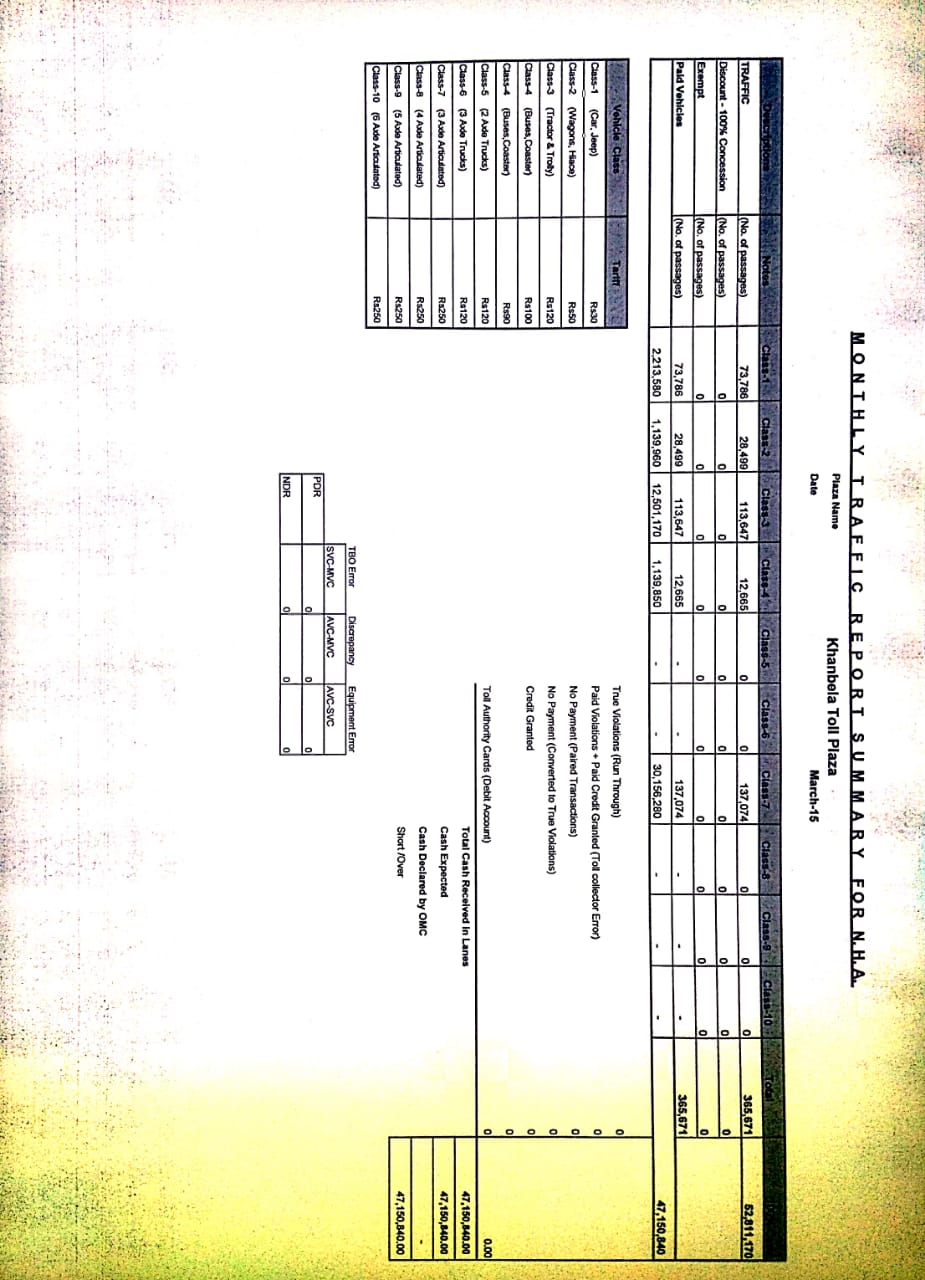 MONTHLY TRAFFIC REPORT SUMMARY FOR N.H.A.
Plaza Name Khanbela Toll Plaza
Date March-15
Descriptions Notes Class-1 Class-2 Class-3 Class-4 Class-5 Class-6 Class-7 Class-8 Class-9 Class-10 Total
TRAFFIC (No. of passages) 73,786 28,499 113,647 12,665 0 0 137,074 0 0 0 365,671 52,811,170
Discount - 100% Concession (No. of passages) 0 0 0 0 0 0 0 0 0 0 0
Exempt (No. of passages) 0 0 0 0 0 0 0 0 0 0 0
Paid Vehicles (No. of passages) 73,786 28,499 113,647 12,665 - - 137,074 - - - 365,671
2,213,580 1,139,960 12,501,170 1,139,850 - - 30,156,280 - - - 47,150,840
Vehicle Class Tariff
Class-1 (Car, Jeep) Rs30
Class-2 (Wagons, Hiace) Rs50
Class-3 (Tractor & Trolly) Rs120
Class-4 (Buses,Coaster) Rs100
Class-4 (Buses,Coaster) Rs90
Class-5 (2 Axle Trucks) Rs120
Class-6 (3 Axle Trucks) Rs120
Class-7 (3 Axle Articulated) Rs250
Class-8 (4 Axle Articulated) Rs250
Class-9 (5 Axle Articulated) Rs250
Class-10 (6 Axle Articulated) Rs250
True Violations (Run Through) 0
Paid Violations + Paid Credit Granted (Toll collector Error) 0
No Payment (Paired Transactions) 0
No Payment (Converted to True Violations) 0
Credit Granted 0
0
Toll Authority Cards (Debit Account) 0 0.00
Total Cash Received In Lanes 47,150,840.00
Cash Expected 47,150,840.00
Cash Declared by OMC -
Short /Over 47,150,840.00
TBO Error Discrepancy Equipment Error
SVC-MVC AVC-MVC AVC-SVC
PDR 0 0 0
NDR 0 0 0